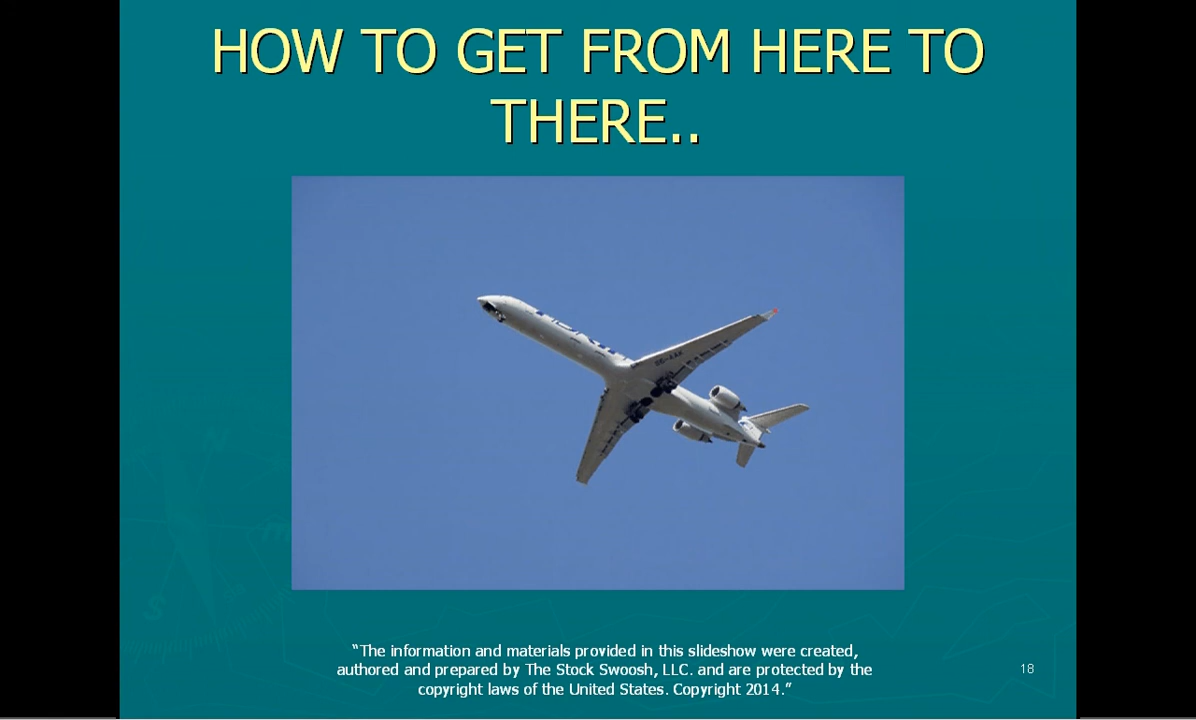 HOW TO GET FROM HERE TO
THERE..
“The information and materials provided in this slideshow were created,
authored and prepared by The Stock Swoosh, LLC. and are protected by the
copyright laws of the United States. Copyright 2014.”
18